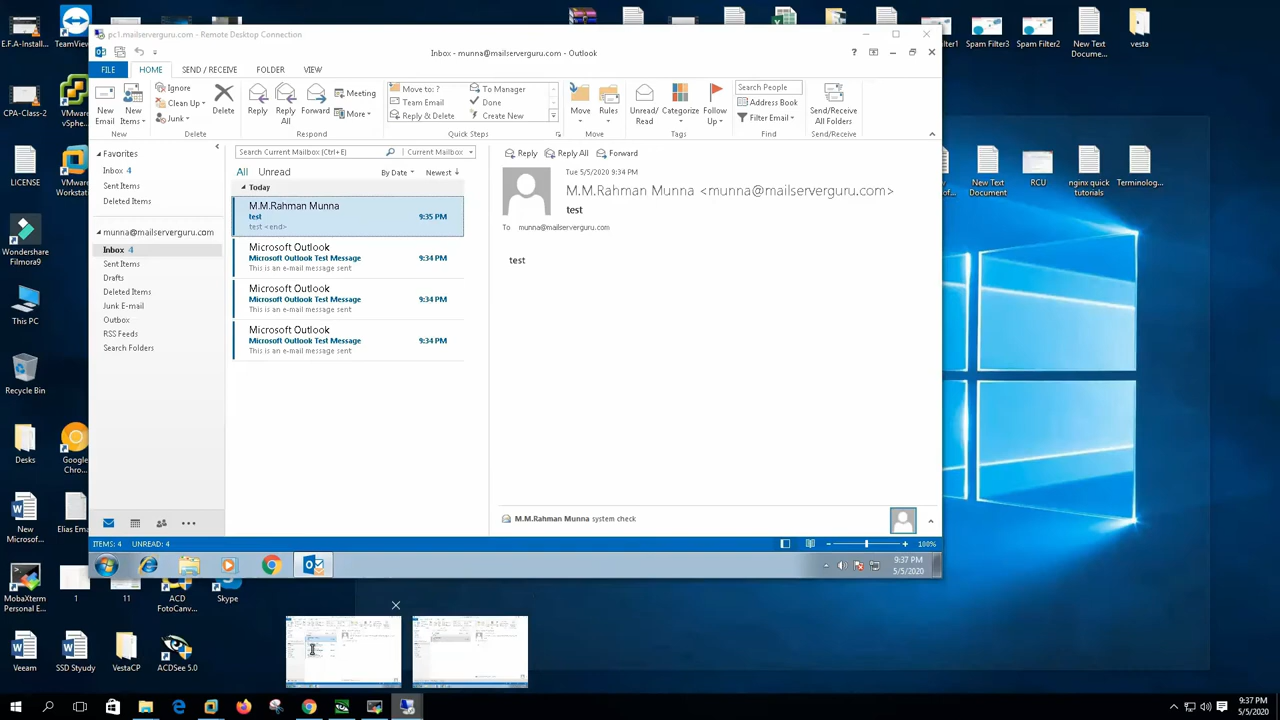 E.F.A-Install...
TeamView
CPAR Class-2
VMwar
vSphe...
LICENSE
VMwar
Worksta
Wondershare
Filmora9
This PC
Recycle Bin
Desks
Google
Chro...
New
Microsof...
Elias Ema
MobaXterm
Personal E...
1
11
ACD
FotoCanv...
Skype
Veeam
SSD Styudy
VestaCP
ACDSee 5.0
ilter1
Spam Filter3
Spam Filter2
New Text
Docume...
vesta
New Text
Document
RCU
nginx quick
tutorials
Terminolog...
pc1.mailserverguru.com - Remote Desktop Connection
Inbox - munna@mailserverguru.com - Outlook
?
FILE
HOME
SEND / RECEIVE
FOLDER
VIEW
New
Email
New
Items
New
Ignore
Clean Up
Junk
Delete
Delete
Reply
Reply
All
Forward
Meeting
More
Respond
Move to: ?
Team Email
Reply & Delete
To Manager
Done
Create New
Quick Steps
Move
Rules
Move
Unread/
Read
Categorize
Follow
Up
Tags
Search People
Address Book
Filter Email
Find
Send/Receive
All Folders
Send/Receive
Favorites
Inbox 4
Sent Items
Deleted Items
munna@mailserverguru.com
Inbox 4
Sent Items
Drafts
Deleted Items
Junk E-mail
Outbox
RSS Feeds
Search Folders
Search Current Mailbox (Ctrl+E)
Current Mailbox
All Unread
By Date Newest
Today
M.M.Rahman Munna
test 9:35 PM
test <end>
Microsoft Outlook
Microsoft Outlook Test Message 9:34 PM
This is an e-mail message sent
Microsoft Outlook
Microsoft Outlook Test Message 9:34 PM
This is an e-mail message sent
Microsoft Outlook
Microsoft Outlook Test Message 9:34 PM
This is an e-mail message sent
Reply Reply All Forward
Tue 5/5/2020 9:34 PM
M.M.Rahman Munna <munna@mailserverguru.com>
test
To munna@mailserverguru.com
test
M.M.Rahman Munna system check
ITEMS: 4 UNREAD: 4
100%
9:37 PM
5/5/2020
9:37 PM
5/5/2020